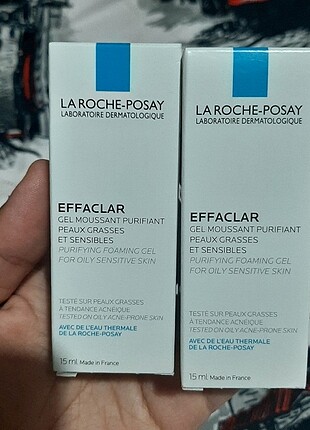 LA ROCHE-POSAY
LABORATOIRE DERMATOLOGIQUE
EFFACLAR
GEL MOUSSANT PURIFIANT
PEAUX GRASSES
ET SENSIBLES
PURIFYING FOAMING GEL
FOR OILY SENSITIVE SKIN
TESTÉ SUR PEAUX GRASSES
À TENDANCE ACNÉIQUE
TESTED ON OILY ACNE-PRONE SKIN
AVEC DE L'EAU THERMALE
DE LA ROCHE-POSAY
15 ml Made in France
LA ROCHE-POSAY
LABORATOIRE DERMATOLOGIQUE
EFFACLAR
GEL MOUSSANT PURIFIANT
PEAUX GRASSES
ET SENSIBLES
PURIFYING FOAMING GEL
FOR OILY SENSITIVE SKIN
TESTÉ SUR PEAUX GRASSES
À TENDANCE ACNÉIQUE
TESTED ON OILY ACNE-PRONE SKIN
AVEC DE L'EAU THERMALE
DE LA ROCHE-POSAY
15 ml Made in France